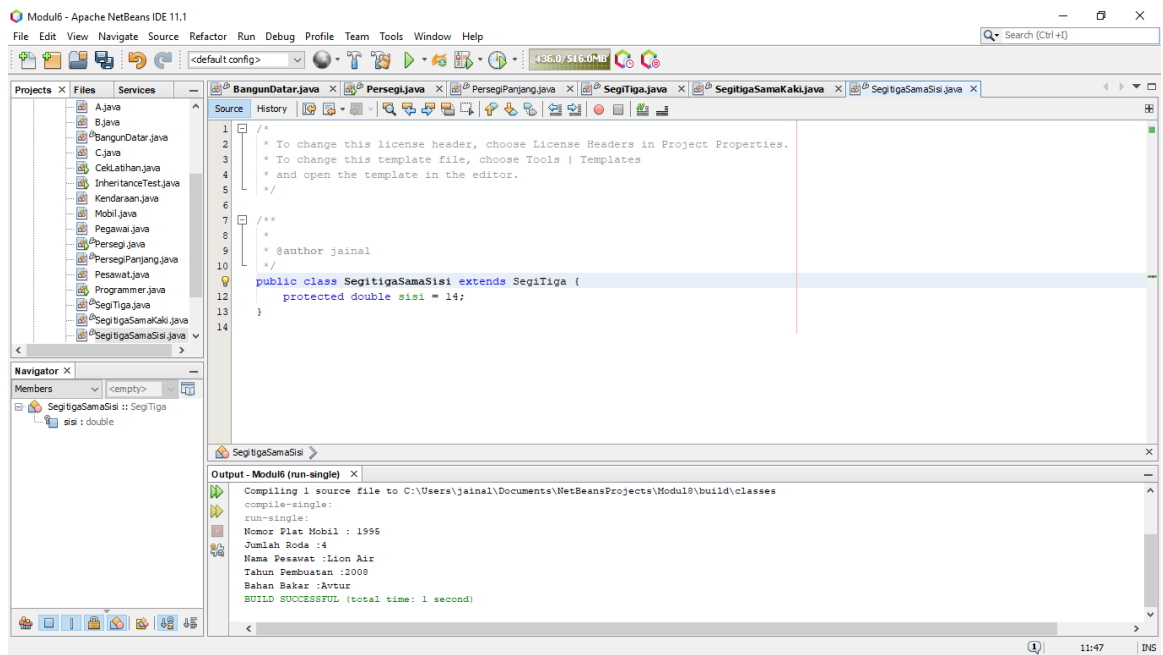 Modul6 - Apache NetBeans IDE 11.1
File Edit View Navigate Source Refactor Run Debug Profile Team Tools Window Help
Search (Ctrl+I)
<default config>
436.0/516.0MB
Projects Files Services
A.java
B.java
BangunDatar.java
C.java
CekLatihan.java
InheritanceTest.java
Kendaraan.java
Mobil.java
Pegawai.java
Persegi.java
PersegiPanjang.java
Pesawat.java
Programmer.java
SegiTiga.java
SegitigaSamaKaki.java
SegitigaSamaSisi.java
Navigator
Members <empty>
SegitigaSamaSisi :: SegiTiga
sisi : double
BangunDatar.java Persegi.java PersegiPanjang.java SegiTiga.java SegitigaSamaKaki.java SegitigaSamaSisi.java
Source History
1 /*
2 * To change this license header, choose License Headers in Project Properties.
3 * To change this template file, choose Tools | Templates
4 * and open the template in the editor.
5 */
6
7 /**
8 *
9 * @author jainal
10 */
public class SegitigaSamaSisi extends SegiTiga {
12 protected double sisi = 14;
13 }
14
SegitigaSamaSisi
Output - Modul6 (run-single)
Compiling 1 source file to C:\Users\jainal\Documents\NetBeansProjects\Modul8\build\classes
compile-single:
run-single:
Nomor Plat Mobil : 1995
Jumlah Roda :4
Nama Pesawat :Lion Air
Tahun Pembuatan :2008
Bahan Bakar :Avtur
BUILD SUCCESSFUL (total time: 1 second)
1 11:47 INS